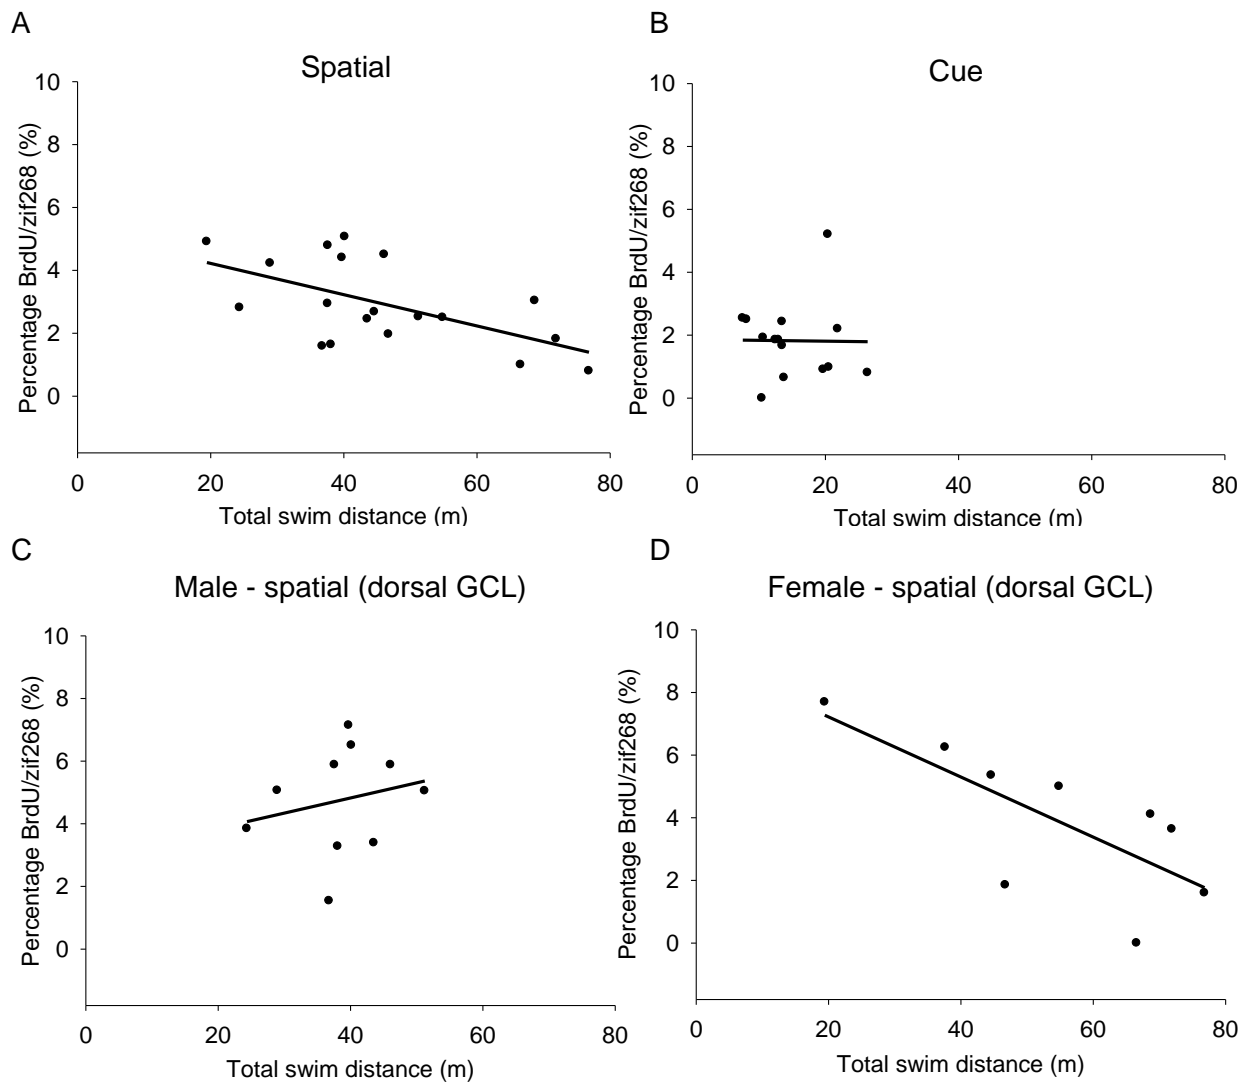 A
Spatial
Percentage BrdU/zif268 (%)
10
8
6
4
2
0
0 20 40 60 80
Total swim distance (m)
B
Cue
Percentage BrdU/zif268 (%)
10
8
6
4
2
0
0 20 40 60 80
Total swim distance (m)
C
Male - spatial (dorsal GCL)
Percentage BrdU/zif268 (%)
10
8
6
4
2
0
0 20 40 60 80
Total swim distance (m)
D
Female - spatial (dorsal GCL)
Percentage BrdU/zif268 (%)
10
8
6
4
2
0
0 20 40 60 80
Total swim distance (m)